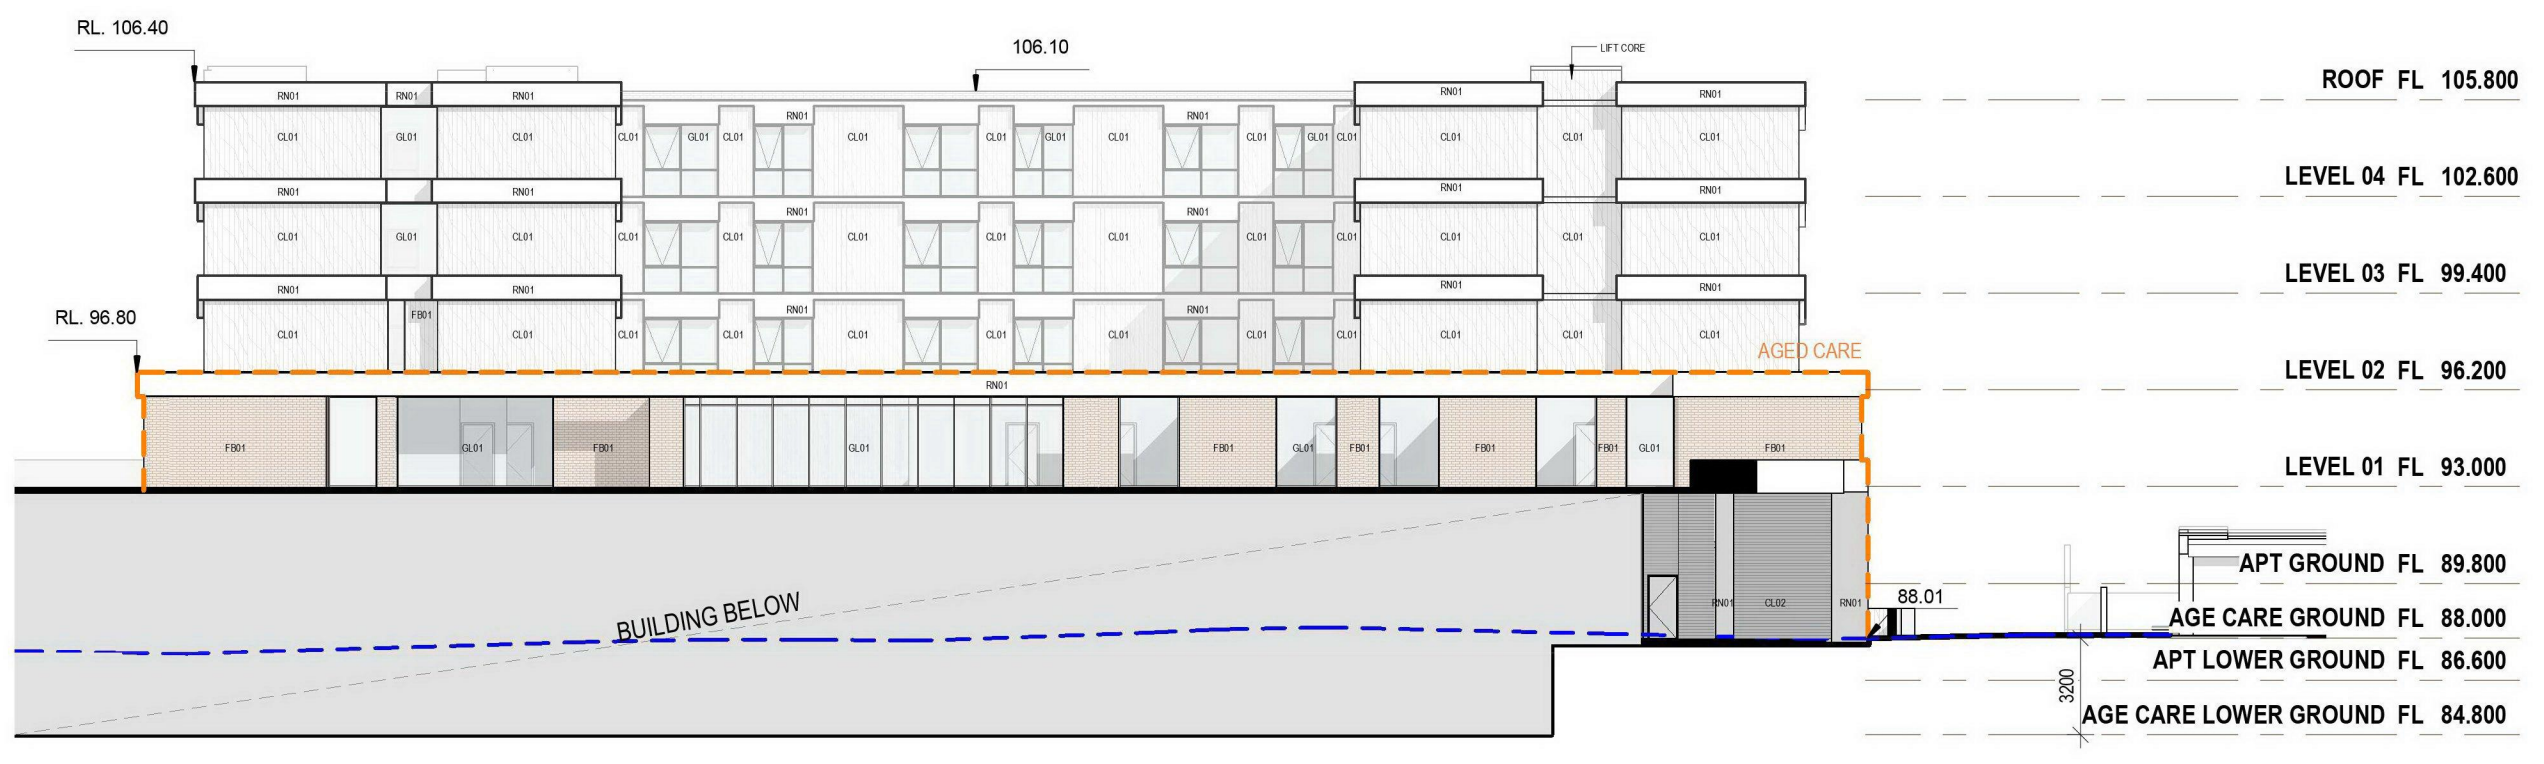 RL. 106.40
106.10
LIFT CORE
ROOF FL 105.800
RN01 RN01 RN01 RN01 RN01
RN01 RN01
CL01 GL01 CL01 CL01 GL01 CL01 CL01 CL01 GL01 CL01 CL01 GL01 CL01 CL01 CL01 CL01
LEVEL 04 FL 102.600
RN01 RN01 RN01 RN01
RN01 RN01
CL01 GL01 CL01 CL01 CL01 CL01 CL01 CL01 CL01 CL01 CL01 CL01 CL01
LEVEL 03 FL 99.400
RN01 RN01 RN01 RN01
RN01 RN01
RL. 96.80
FB01
CL01 CL01 CL01 CL01 CL01 CL01 CL01 CL01 CL01 CL01 CL01 CL01
AGED CARE
LEVEL 02 FL 96.200
RN01
FB01 GL01 FB01 GL01 FB01 GL01 FB01 FB01 FB01 GL01 FB01
LEVEL 01 FL 93.000
APT GROUND FL 89.800
BUILDING BELOW
RN01 CL02 RN01
88.01
AGE CARE GROUND FL 88.000
APT LOWER GROUND FL 86.600
3200
AGE CARE LOWER GROUND FL 84.800